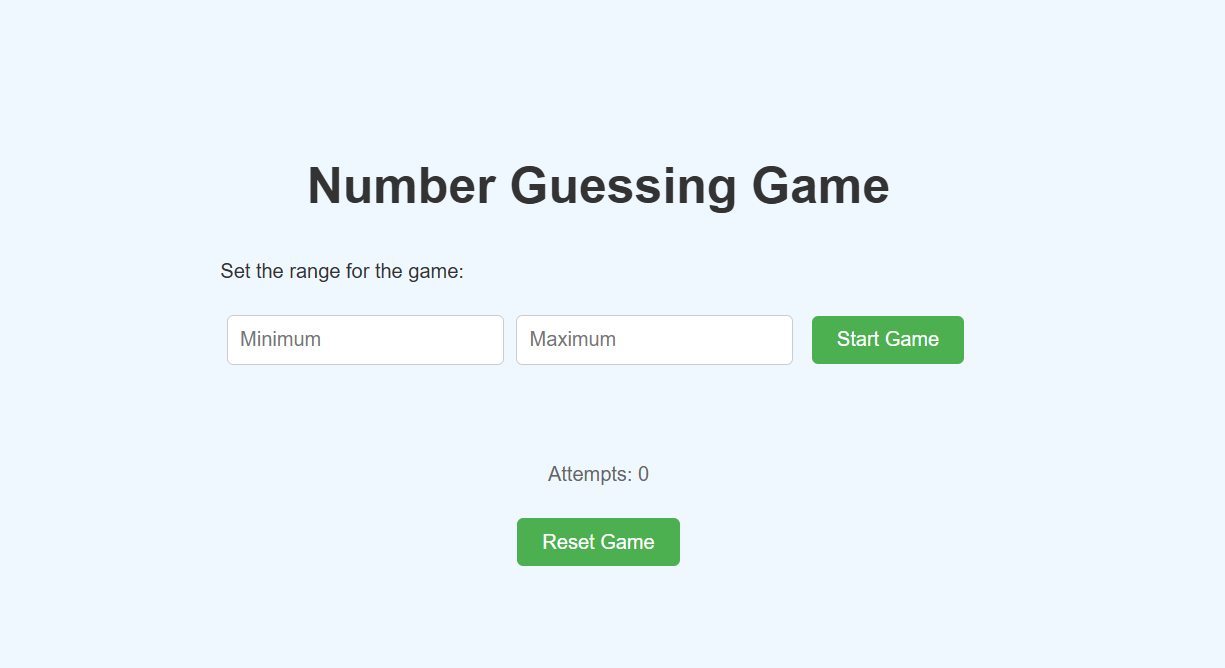 Number Guessing Game
Set the range for the game:
Minimum Maximum Start Game
Attempts: 0
Reset Game